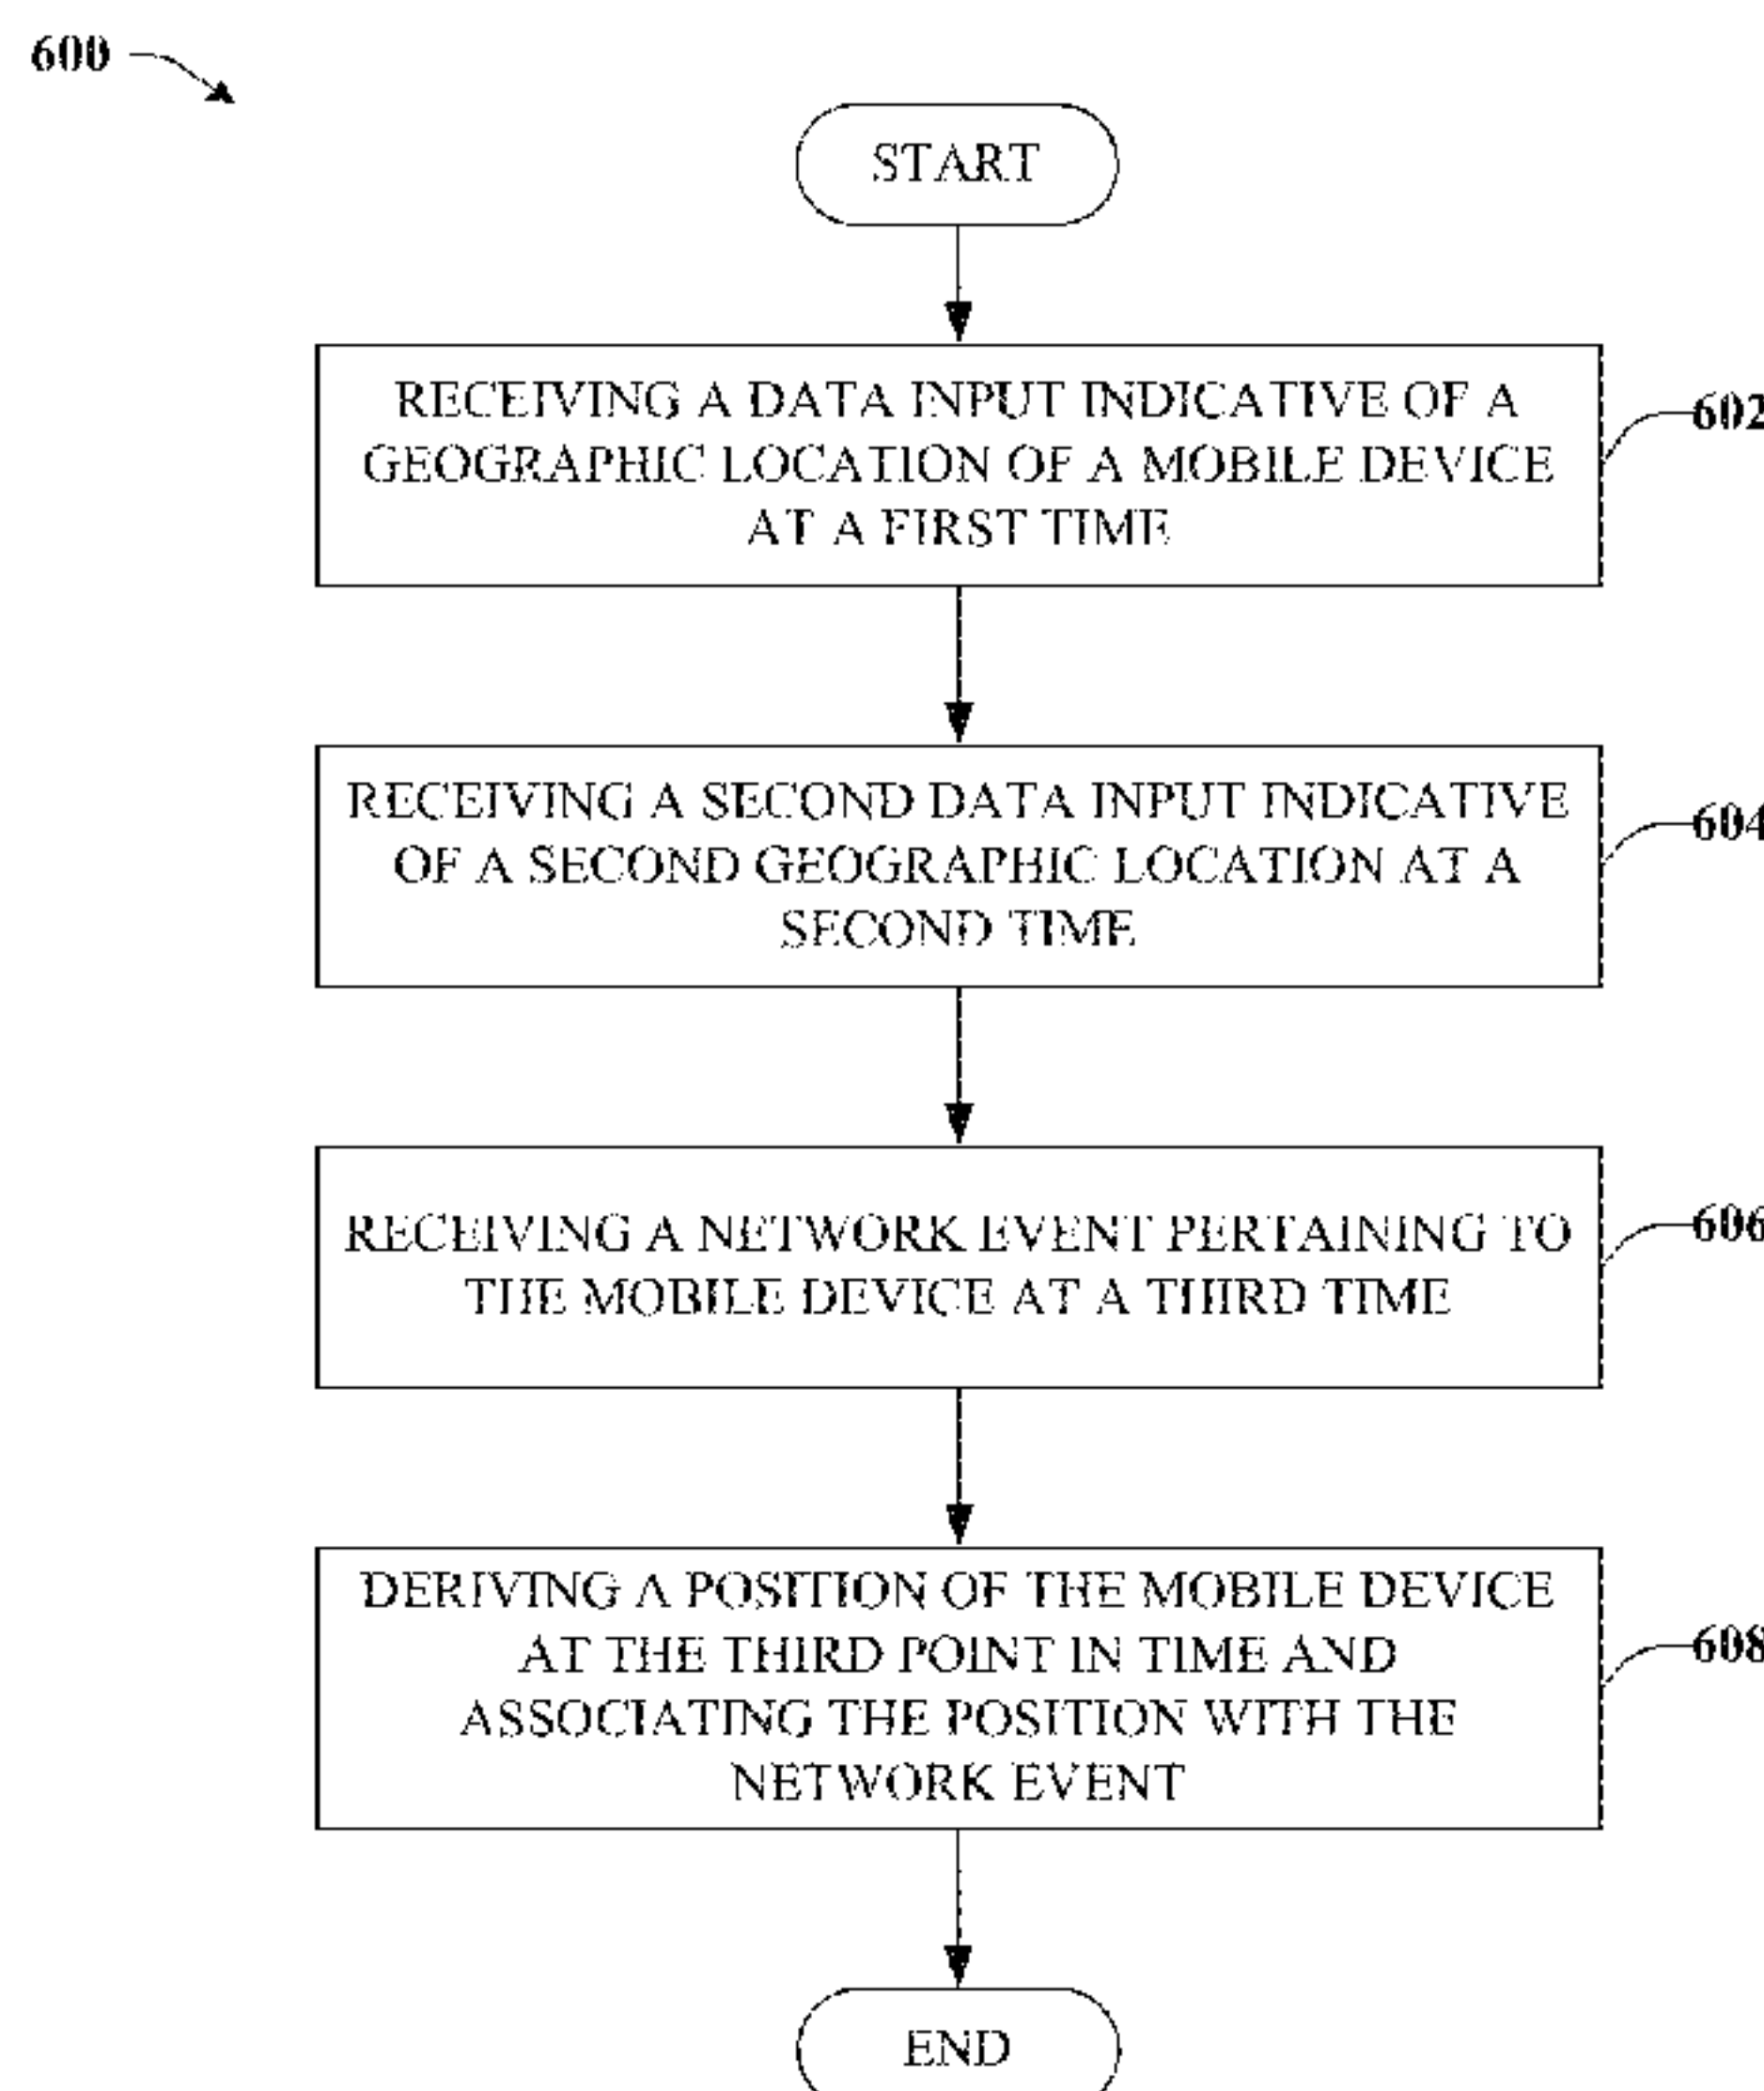 600
START
RECEIVING A DATA INPUT INDICATIVE OF A
GEOGRAPHIC LOCATION OF A MOBILE DEVICE
AT A FIRST TIME
602
RECEIVING A SECOND DATA INPUT INDICATIVE
OF A SECOND GEOGRAPHIC LOCATION AT A
SECOND TIME
604
RECEIVING A NETWORK EVENT PERTAINING TO
THE MOBILE DEVICE AT A THIRD TIME
606
DERIVING A POSITION OF THE MOBILE DEVICE
AT THE THIRD POINT IN TIME AND
ASSOCIATING THE POSITION WITH THE
NETWORK EVENT
608
END